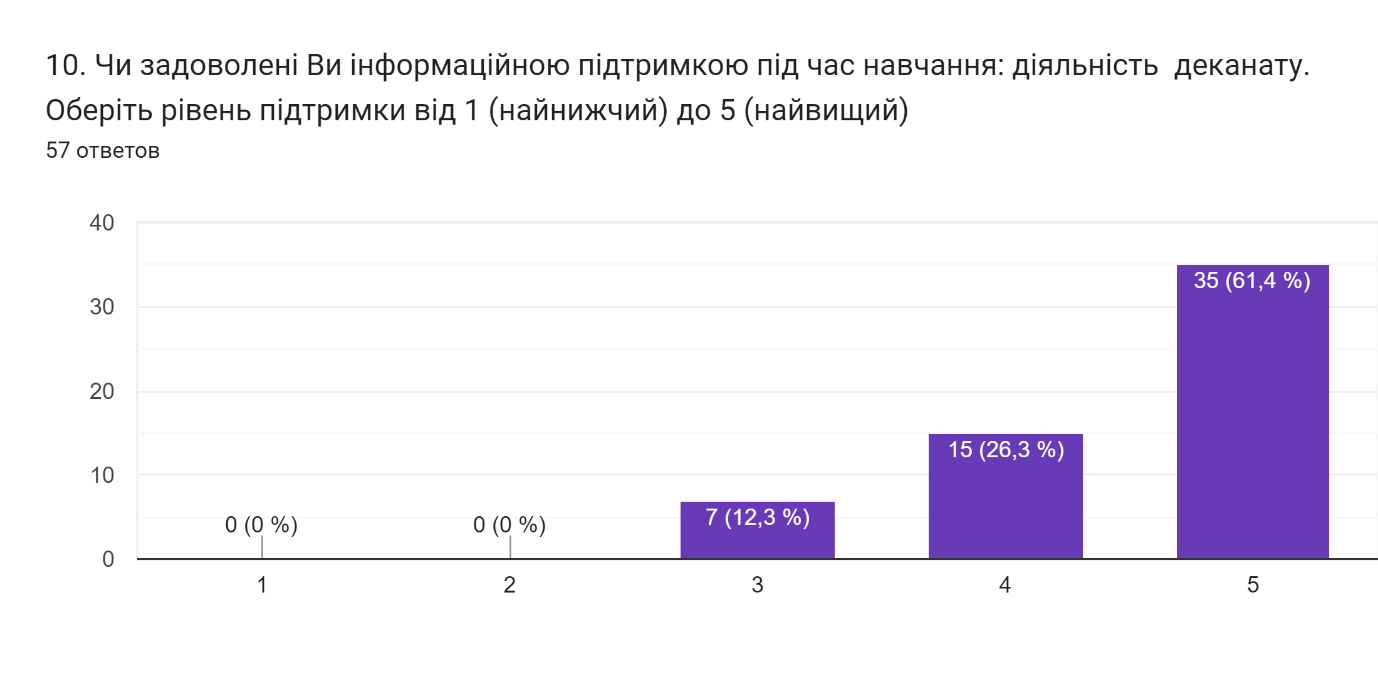 10. Чи задоволені Ви інформаційною підтримкою під час навчання: діяльність  деканату.
Оберіть рівень підтримки від 1 (найнижчий) до 5 (найвищий)
57 ответов
40
30
20
10
0
0 (0 %)
0 (0 %)
7 (12,3 %)
15 (26,3 %)
35 (61,4 %)
1
2
3
4
5